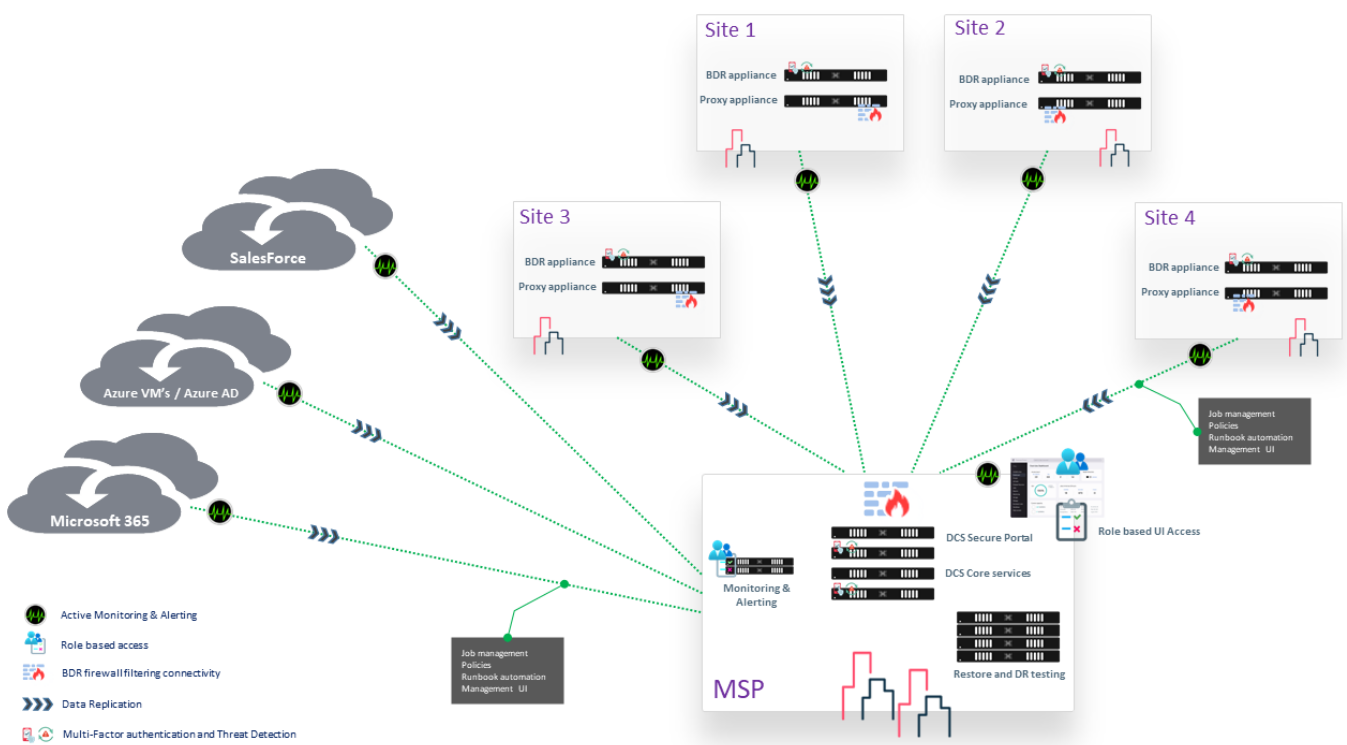 Site 1
BDR appliance
Proxy appliance
Site 2
BDR appliance
Proxy appliance
SalesForce
Site 3
BDR appliance
Proxy appliance
Site 4
BDR appliance
Proxy appliance
Azure VM's / Azure AD
Microsoft 365
Job management
Policies
Runbook automation
Management UI
Role based UI Access
DCS Secure Portal
DCS Core services
Monitoring &
Alerting
Restore and DR testing
MSP
Job management
Policies
Runbook automation
Management UI
Active Monitoring & Alerting
Role based access
BDR firewall filtering connectivity
Data Replication
Multi-Factor authentication and Threat Detection